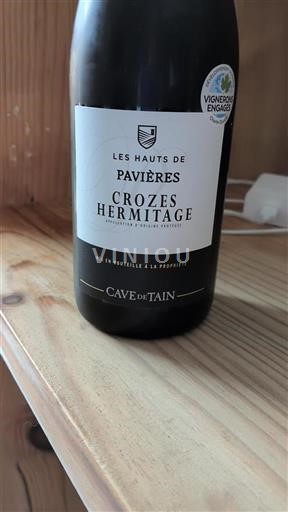 VIGNERONS
ENGAGÉS
LES HAUTS DE
PAVIÈRES
CROZES
HERMITAGE
APPELLATION D'ORIGINE PROTÉGÉE
VINIOU
MIS EN BOUTEILLE À LA PROPRIÉTÉ
CAVE DE TAIN